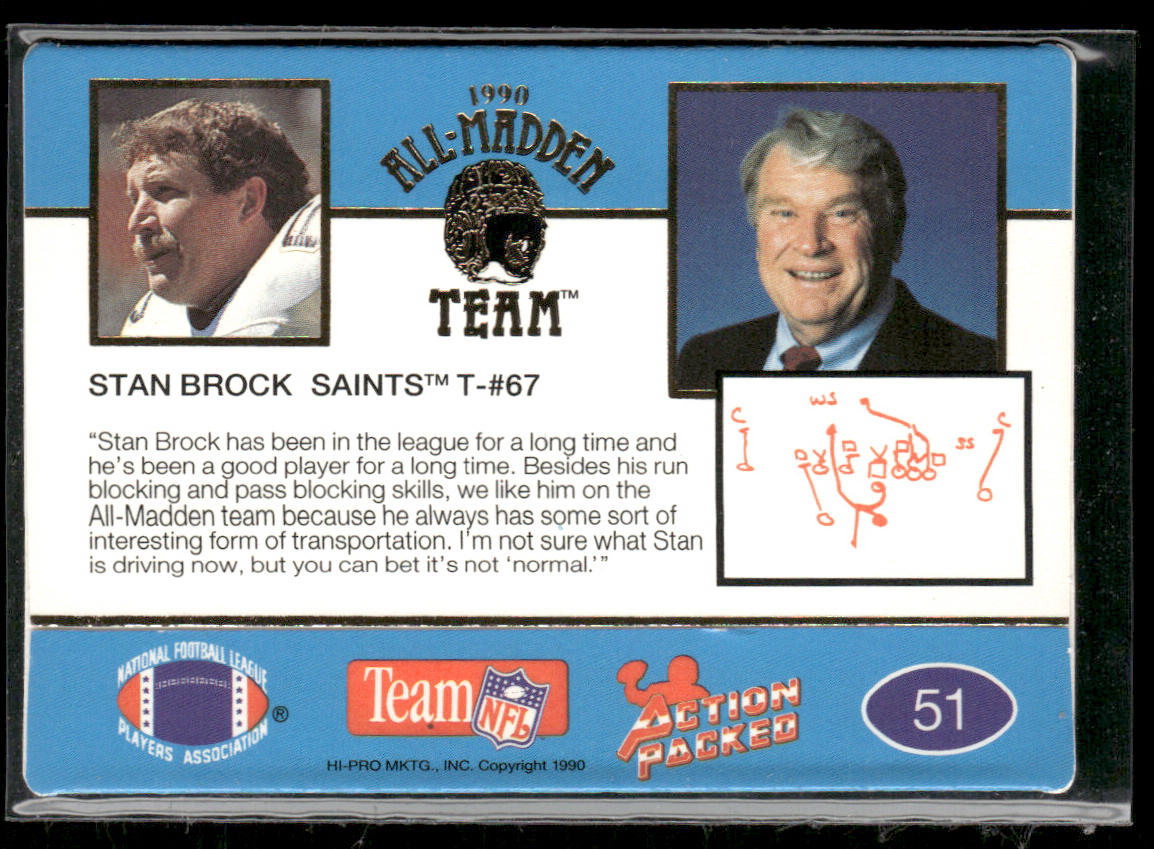 1990
ALL-MADDEN
TEAM™
STAN BROCK SAINTS™ T-#67
“Stan Brock has been in the league for a long time and
he’s been a good player for a long time. Besides his run
blocking and pass blocking skills, we like him on the
All-Madden team because he always has some sort of
interesting form of transportation. I’m not sure what Stan
is driving now, but you can bet it’s not ‘normal.’”
C
WS
SS
C
NATIONAL FOOTBALL LEAGUE
PLAYERS ASSOCIATION®
Team NFL
HI-PRO MKTG., INC. Copyright 1990
ACTION
PACKED
51